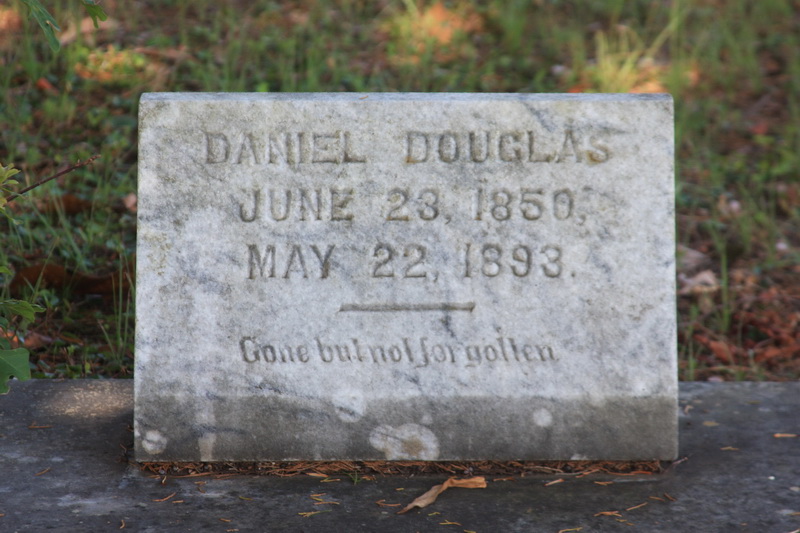 DANIEL DOUGLAS
JUNE 23, 1850,
MAY 22, 1893.
Gone but not forgotten